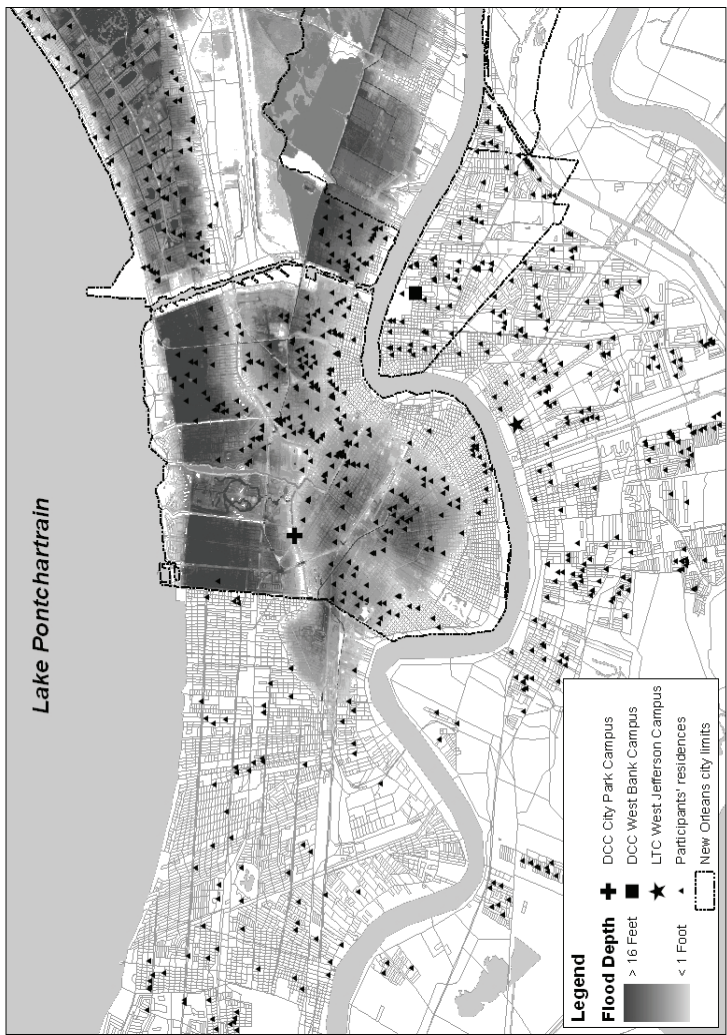 Lake Pontchartrain
Legend
Flood Depth
> 16 Feet
< 1 Foot
DCC City Park Campus
DCC West Bank Campus
LTC West Jefferson Campus
Participants' residences
New Orleans city limits